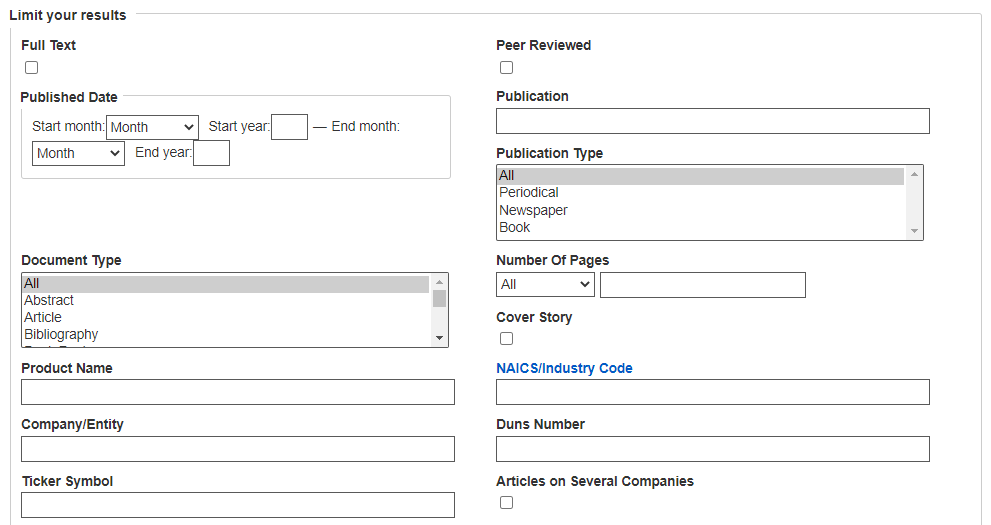 Limit your results
Full Text
Peer Reviewed
Published Date
Start month: Month Start year: — End month:
Month End year:
Publication
Publication Type
All
Periodical
Newspaper
Book
Document Type
All
Abstract
Article
Bibliography
Number Of Pages
All
Cover Story
Product Name
NAICS/Industry Code
Company/Entity
Duns Number
Ticker Symbol
Articles on Several Companies